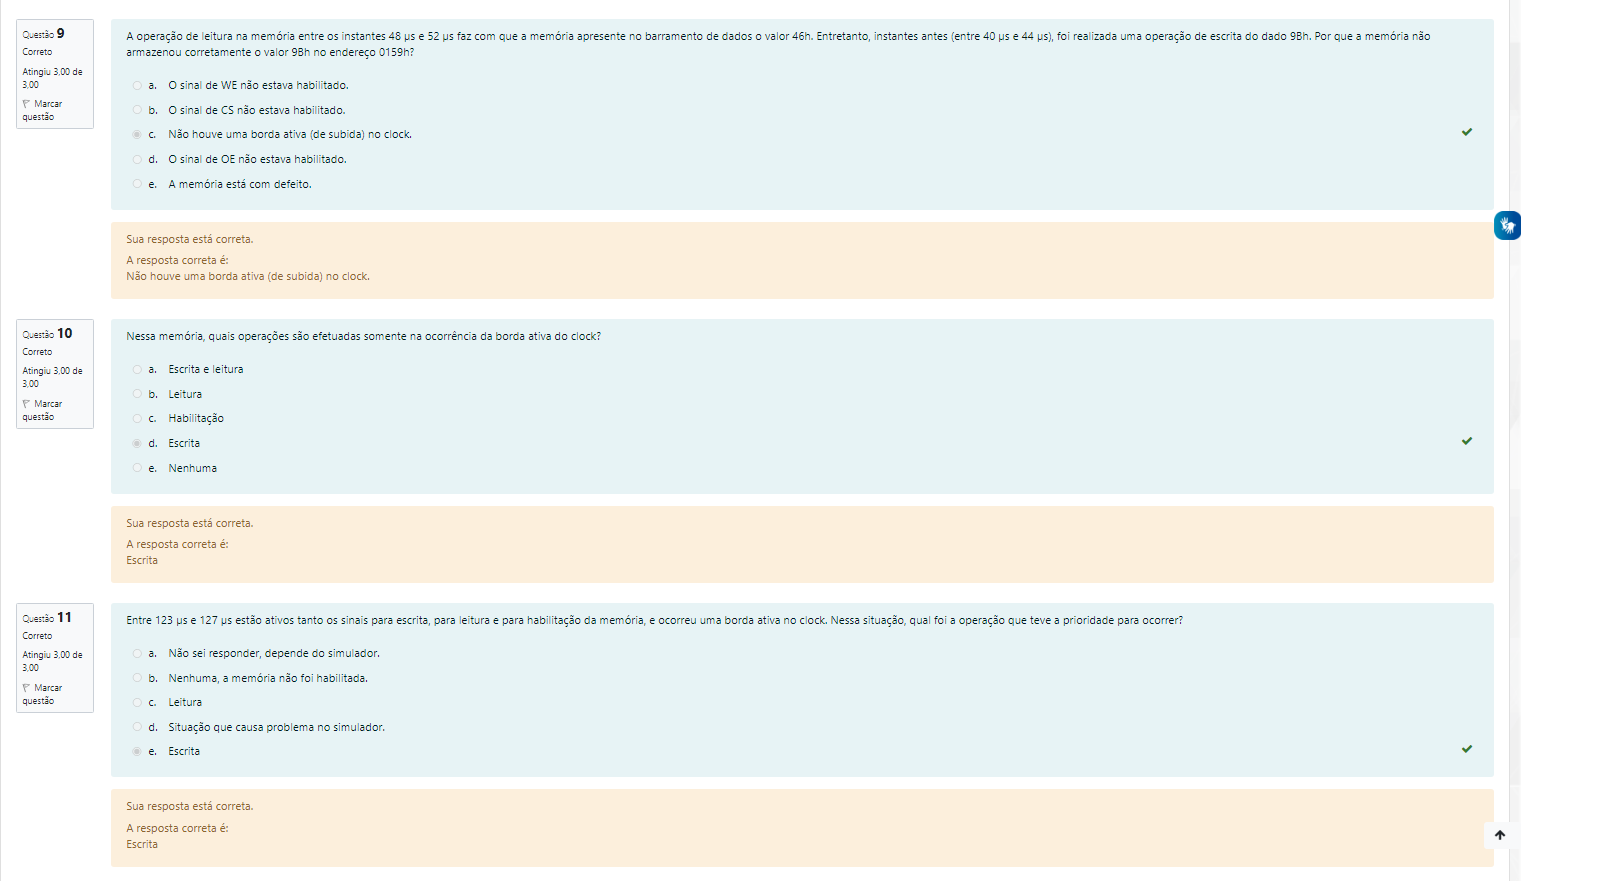 Questão 9
Correto
Atingiu 3,00 de
3,00
Marcar
questão
A operação de leitura na memória entre os instantes 48 µs e 52 µs faz com que a memória apresente no barramento de dados o valor 46h. Entretanto, instantes antes (entre 40 µs e 44 µs), foi realizada uma operação de escrita do dado 9Bh. Por que a memória não
armazenou corretamente o valor 9Bh no endereço 0159h?
a. O sinal de WE não estava habilitado.
b. O sinal de CS não estava habilitado.
c. Não houve uma borda ativa (de subida) no clock.
d. O sinal de OE não estava habilitado.
e. A memória está com defeito.
Sua resposta está correta.
A resposta correta é:
Não houve uma borda ativa (de subida) no clock.
Questão 10
Correto
Atingiu 3,00 de
3,00
Marcar
questão
Nessa memória, quais operações são efetuadas somente na ocorrência da borda ativa do clock?
a. Escrita e leitura
b. Leitura
c. Habilitação
d. Escrita
e. Nenhuma
Sua resposta está correta.
A resposta correta é:
Escrita
Questão 11
Correto
Atingiu 3,00 de
3,00
Marcar
questão
Entre 123 µs e 127 µs estão ativos tanto os sinais para escrita, para leitura e para habilitação da memória, e ocorreu uma borda ativa no clock. Nessa situação, qual foi a operação que teve a prioridade para ocorrer?
a. Não sei responder, depende do simulador.
b. Nenhuma, a memória não foi habilitada.
c. Leitura
d. Situação que causa problema no simulador.
e. Escrita
Sua resposta está correta.
A resposta correta é:
Escrita